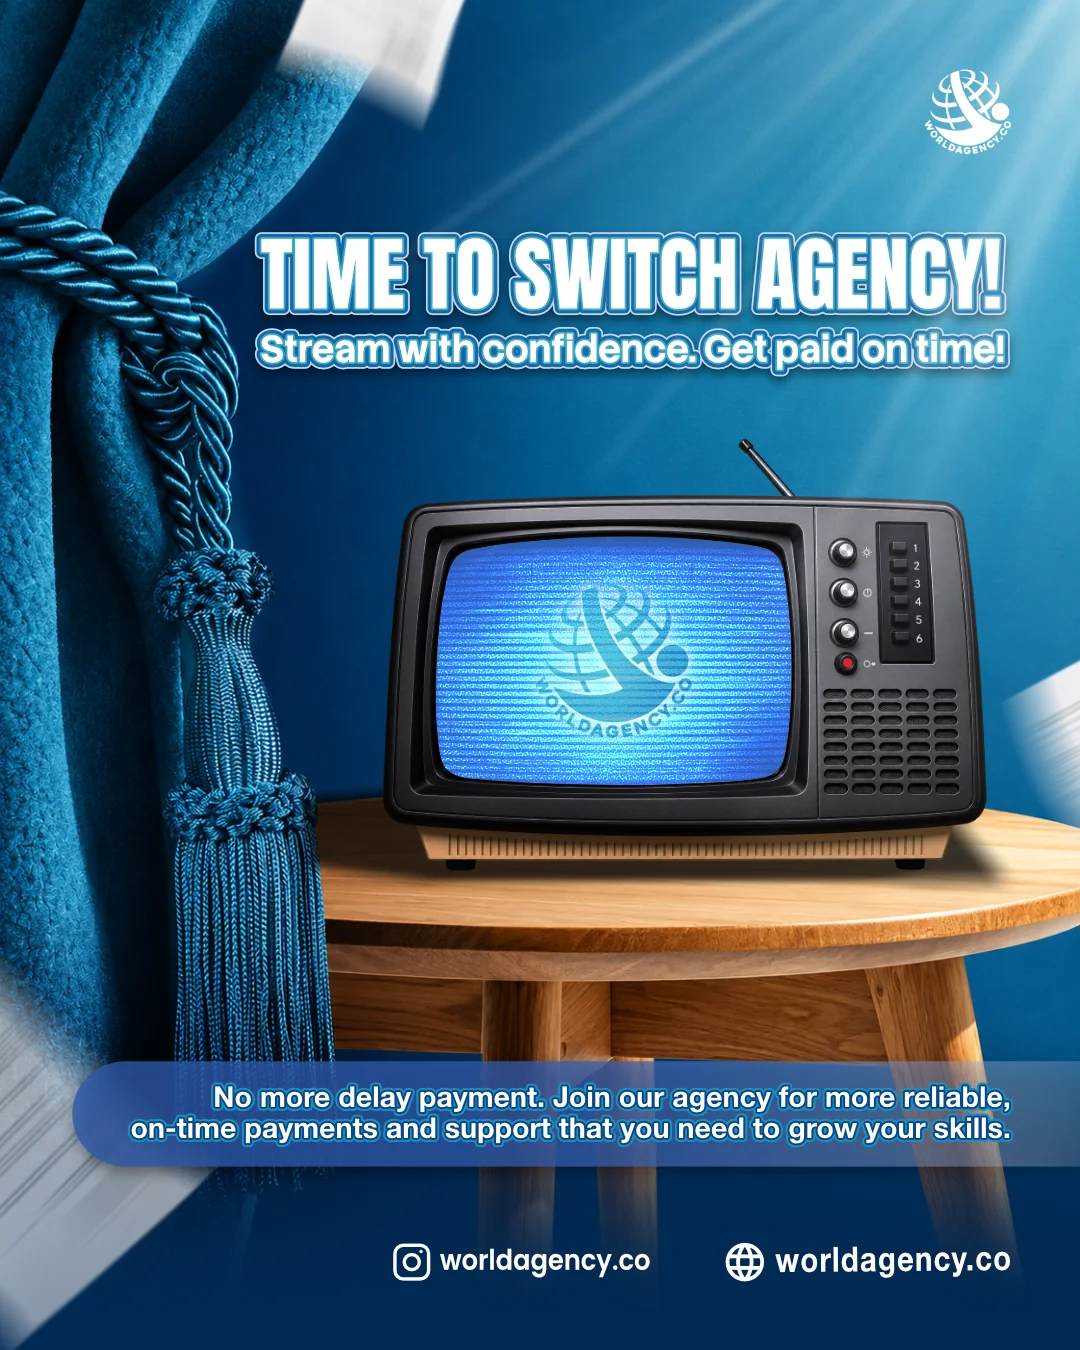 WORLDAGENCY.CO
TIME TO SWITCH AGENCY!
Stream with confidence. Get paid on time!
1
2
3
4
5
6
WORLDAGENCY.CO
No more delay payment. Join our agency for more reliable,
on-time payments and support that you need to grow your skills.
worldagency.co
worldagency.co